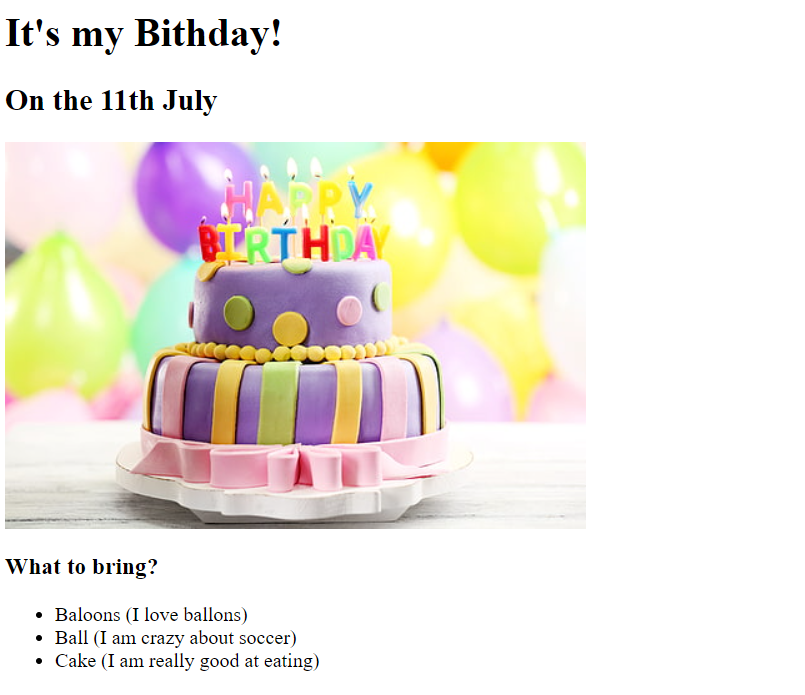 It's my Bithday!
On the 11th July
HAPPY
BIRTHDAY
What to bring?
Baloons (I love ballons)
Ball (I am crazy about soccer)
Cake (I am really good at eating)